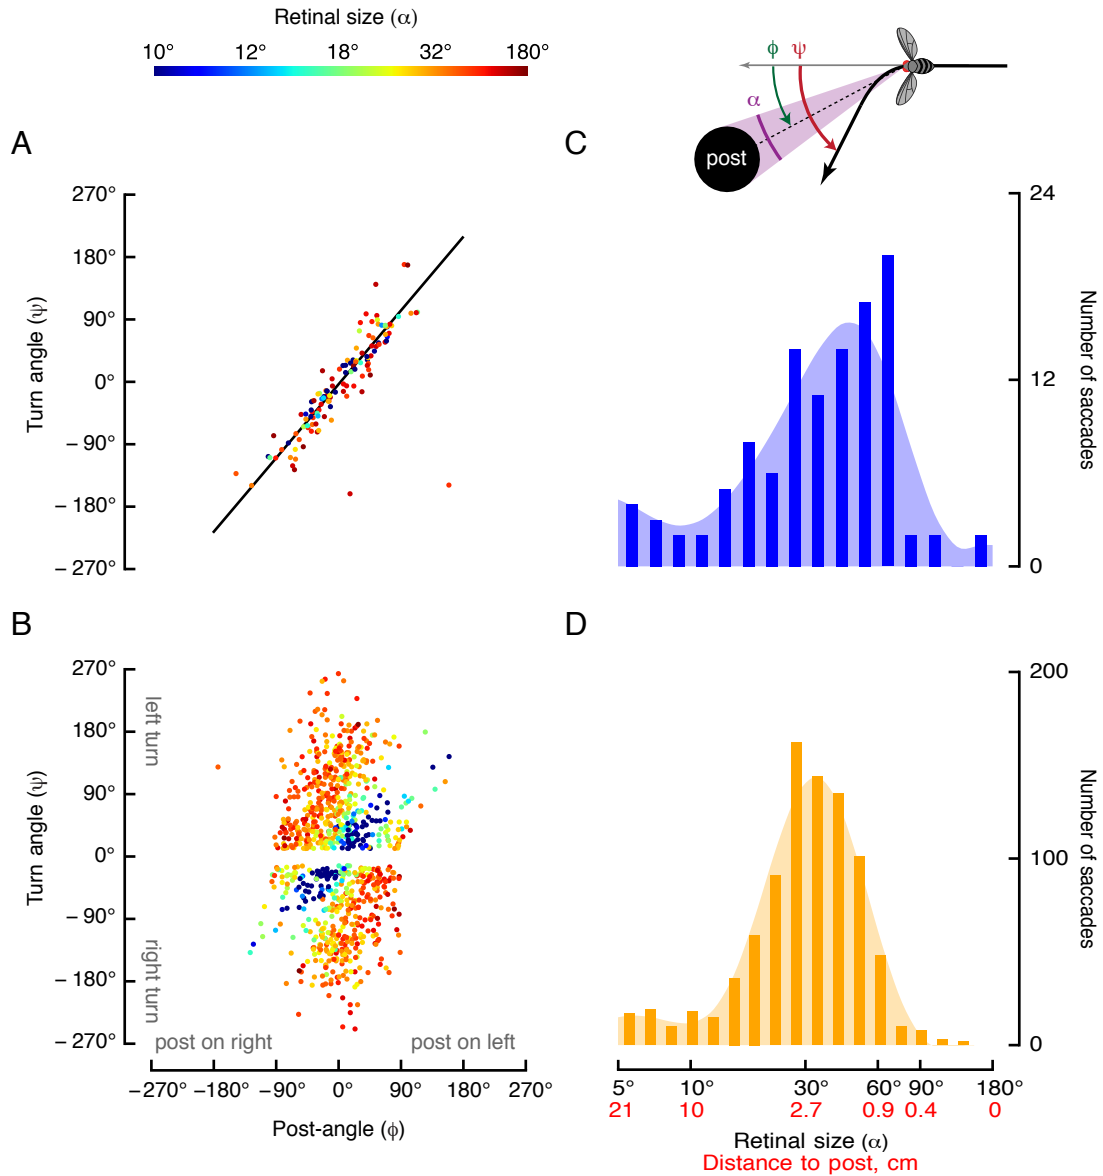 Retinal size (α)
10° 12° 18° 32° 180°
ϕ ψ
α
post
A
C
270°
180°
90°
0°
− 90°
− 180°
− 270°
Turn angle (ψ)
24
12
0
Number of saccades
B
D
270°
180°
90°
0°
− 90°
− 180°
− 270°
Turn angle (ψ)
left turn
right turn
post on right post on left
−270° −180° −90° 0° 90° 180° 270°
Post-angle (ϕ)
200
100
0
Number of saccades
5° 10° 30° 60° 90° 180°
21 10 2.7 0.9 0.4 0
Retinal size (α)
Distance to post, cm